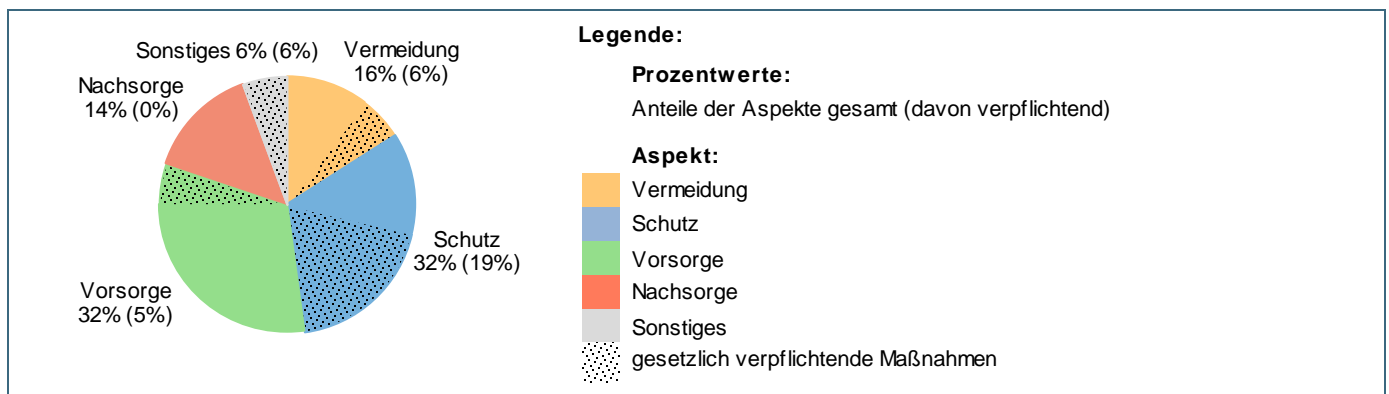 Sonstiges 6% (6%)
Vermeidung
16% (6%)
Nachsorge
14% (0%)
Schutz
32% (19%)
Vorsorge
32% (5%)
Legende:
Prozentwerte:
Anteile der Aspekte gesamt (davon verpflichtend)
Aspekt:
Vermeidung
Schutz
Vorsorge
Nachsorge
Sonstiges
gesetzlich verpflichtende Maßnahmen